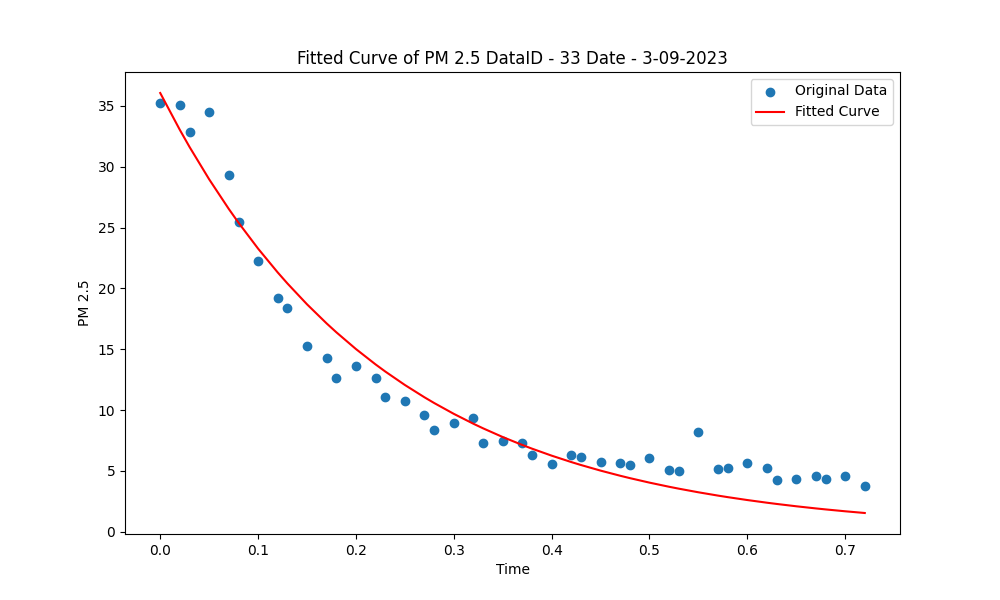 Fitted Curve of PM 2.5 DataID - 33 Date - 3-09-2023
Original Data
Fitted Curve
PM 2.5
35
30
25
20
15
10
5
0
0.0 0.1 0.2 0.3 0.4 0.5 0.6 0.7
Time